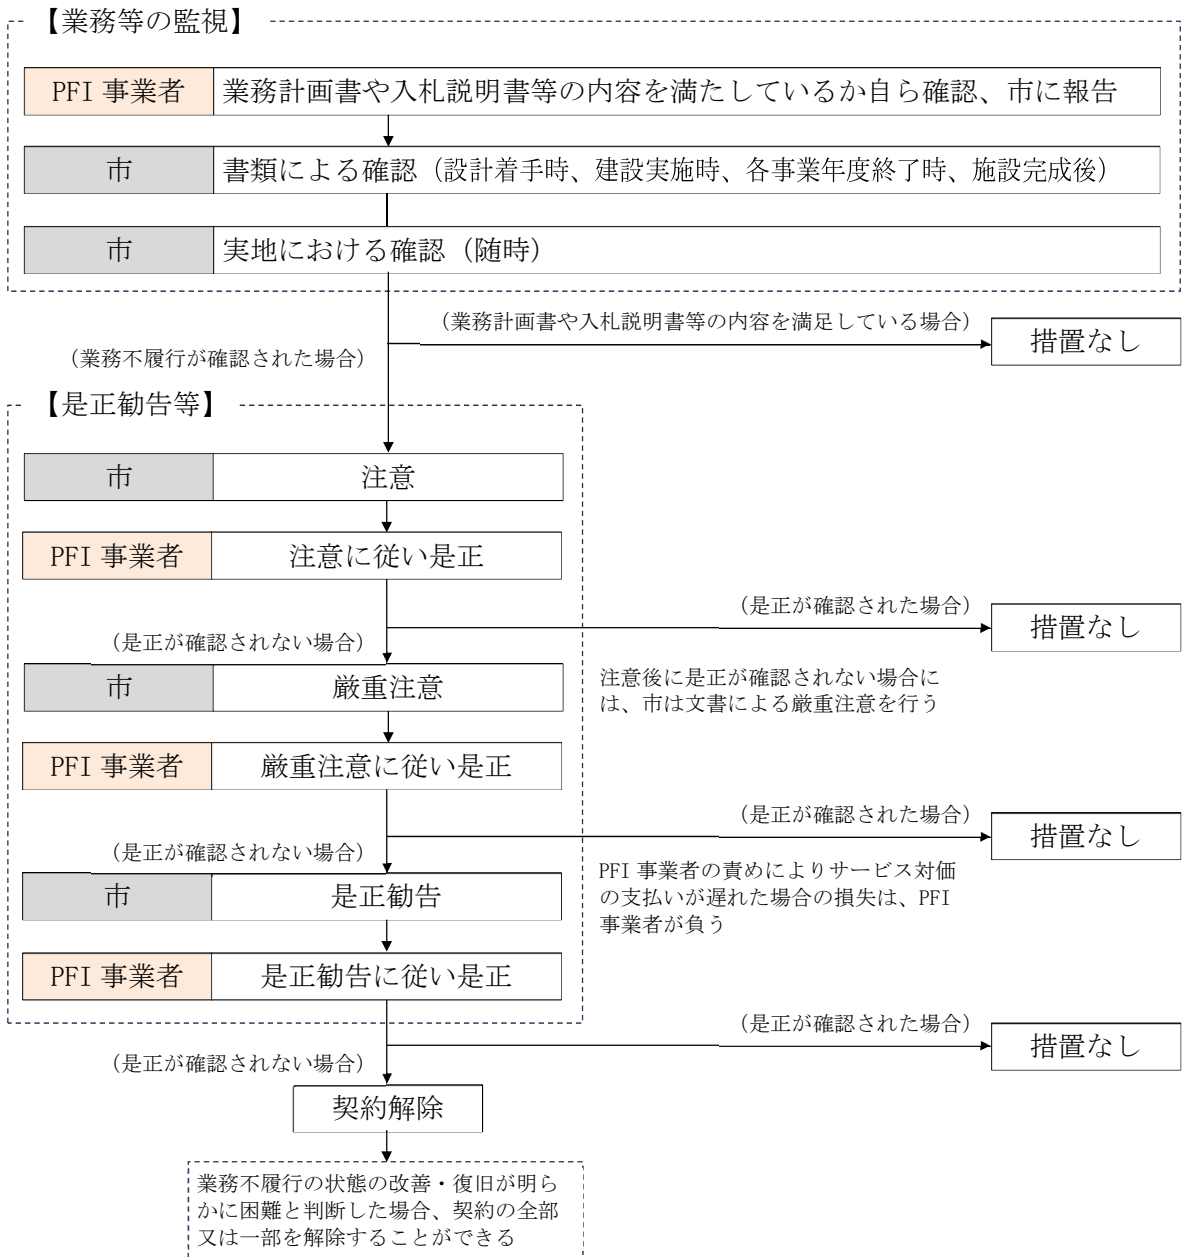 【業務等の監視】
PFI 事業者 業務計画書や入札説明書等の内容を満たしているか自ら確認、市に報告
市 書類による確認（設計着手時、建設実施時、各事業年度終了時、施設完成後）
市 実地における確認（随時）
（業務計画書や入札説明書等の内容を満足している場合）
措置なし
（業務不履行が確認された場合）
【是正勧告等】
市 注意
PFI 事業者 注意に従い是正
（是正が確認された場合）
措置なし
（是正が確認されない場合）
市 厳重注意
注意後に是正が確認されない場合に
は、市は文書による厳重注意を行う
PFI 事業者 厳重注意に従い是正
（是正が確認された場合）
措置なし
（是正が確認されない場合）
市 是正勧告
PFI 事業者の責めによりサービス対価
の支払いが遅れた場合の損失は、PFI
事業者が負う
PFI 事業者 是正勧告に従い是正
（是正が確認された場合）
措置なし
（是正が確認されない場合）
契約解除
業務不履行の状態の改善・復旧が明ら
かに困難と判断した場合、契約の全部
又は一部を解除することができる